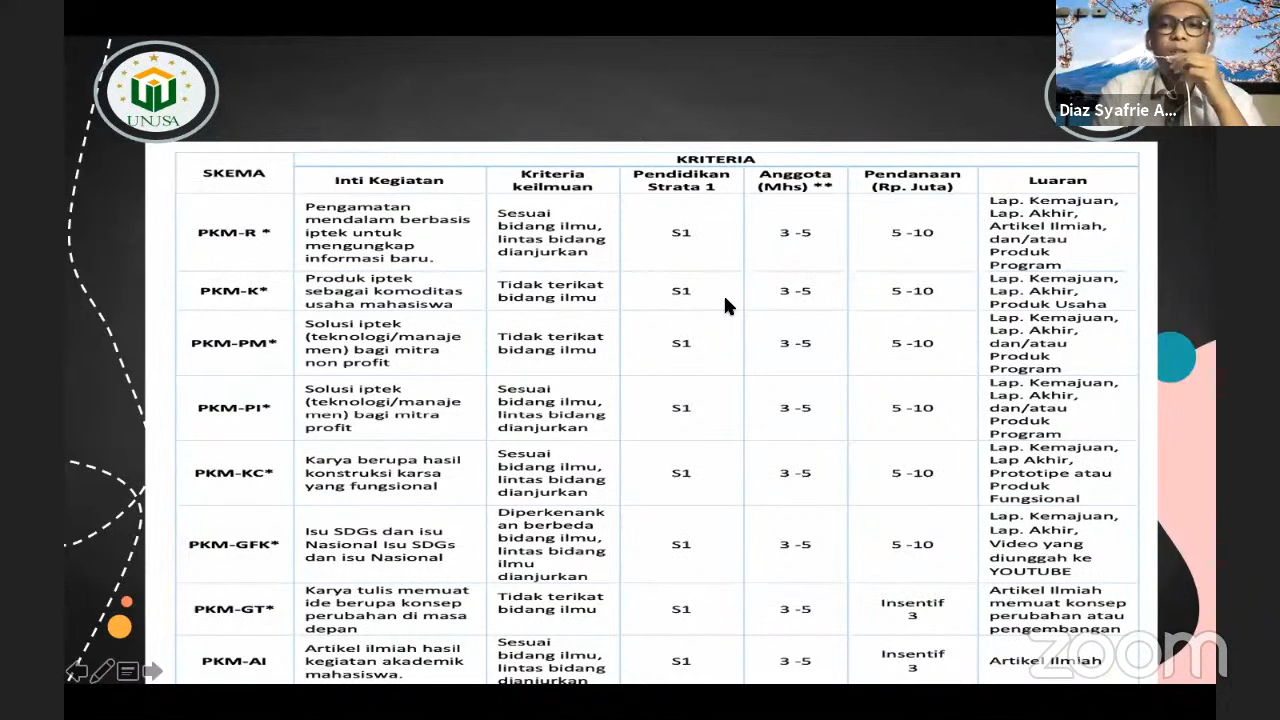 UNUSA
Diaz Syafrie A...
SKEMA
KRITERIA
Inti Kegiatan
Kriteria
keilmuan
Pendidikan
Strata 1
Anggota
(Mhs) **
Pendanaan
(Rp. Juta)
Luaran
PKM-R *
Pengamatan
mendalam berbasis
iptek untuk
mengungkap
informasi baru.
Sesuai
bidang ilmu,
lintas bidang
dianjurkan
S1
3 -5
5 -10
Lap. Kemajuan,
Lap. Akhir,
Artikel Ilmiah,
dan/atau
Produk
Program
PKM-K*
Produk iptek
sebagai komoditas
usaha mahasiswa
Tidak terikat
bidang ilmu
S1
3 -5
5 -10
Lap. Kemajuan,
Lap. Akhir,
Produk Usaha
PKM-PM*
Solusi iptek
(teknologi/manaje
men) bagi mitra
non profit
Tidak terikat
bidang ilmu
S1
3 -5
5 -10
Lap. Kemajuan,
Lap. Akhir,
dan/atau
Produk
Program
PKM-PI*
Solusi iptek
(teknologi/manaje
men) bagi mitra
profit
Sesuai
bidang ilmu,
lintas bidang
dianjurkan
S1
3 -5
5 -10
Lap. Kemajuan,
Lap. Akhir,
dan/atau
Produk
Program
PKM-KC*
Karya berupa hasil
konstruksi karsa
yang fungsional
Sesuai
bidang ilmu,
lintas bidang
dianjurkan
S1
3 -5
5 -10
Lap. Kemajuan,
Lap Akhir,
Prototipe atau
Produk
Fungsional
PKM-GFK*
Isu SDGs dan isu
Nasional Isu SDGs
dan isu Nasional
Diperkenank
an berbeda
bidang ilmu,
lintas bidang
ilmu
dianjurkan
S1
3 -5
5 -10
Lap. Kemajuan,
Lap. Akhir,
Video yang
diunggah ke
YOUTUBE
PKM-GT*
Karya tulis memuat
ide berupa konsep
perubahan di masa
depan
Tidak terikat
bidang ilmu
S1
3 -5
Insentif
3
Artikel Ilmiah
memuat konsep
perubahan atau
pengembangan
PKM-AI
Artikel ilmiah hasil
kegiatan akademik
mahasiswa.
Sesuai
bidang ilmu,
lintas bidang
dianjurkan
S1
3 -5
Insentif
3
Artikel Ilmiah
zoom